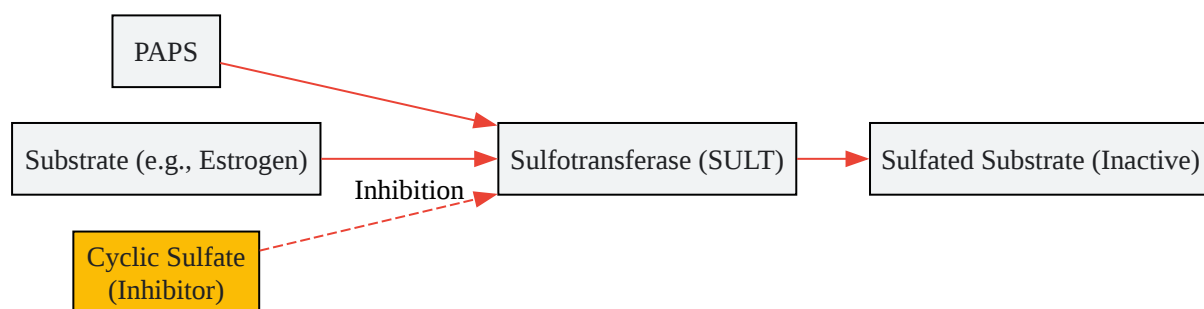 PAPS
Substrate (e.g., Estrogen)
Sulfotransferase (SULT)
Sulfated Substrate (Inactive)
Inhibition
Cyclic Sulfate
(Inhibitor)